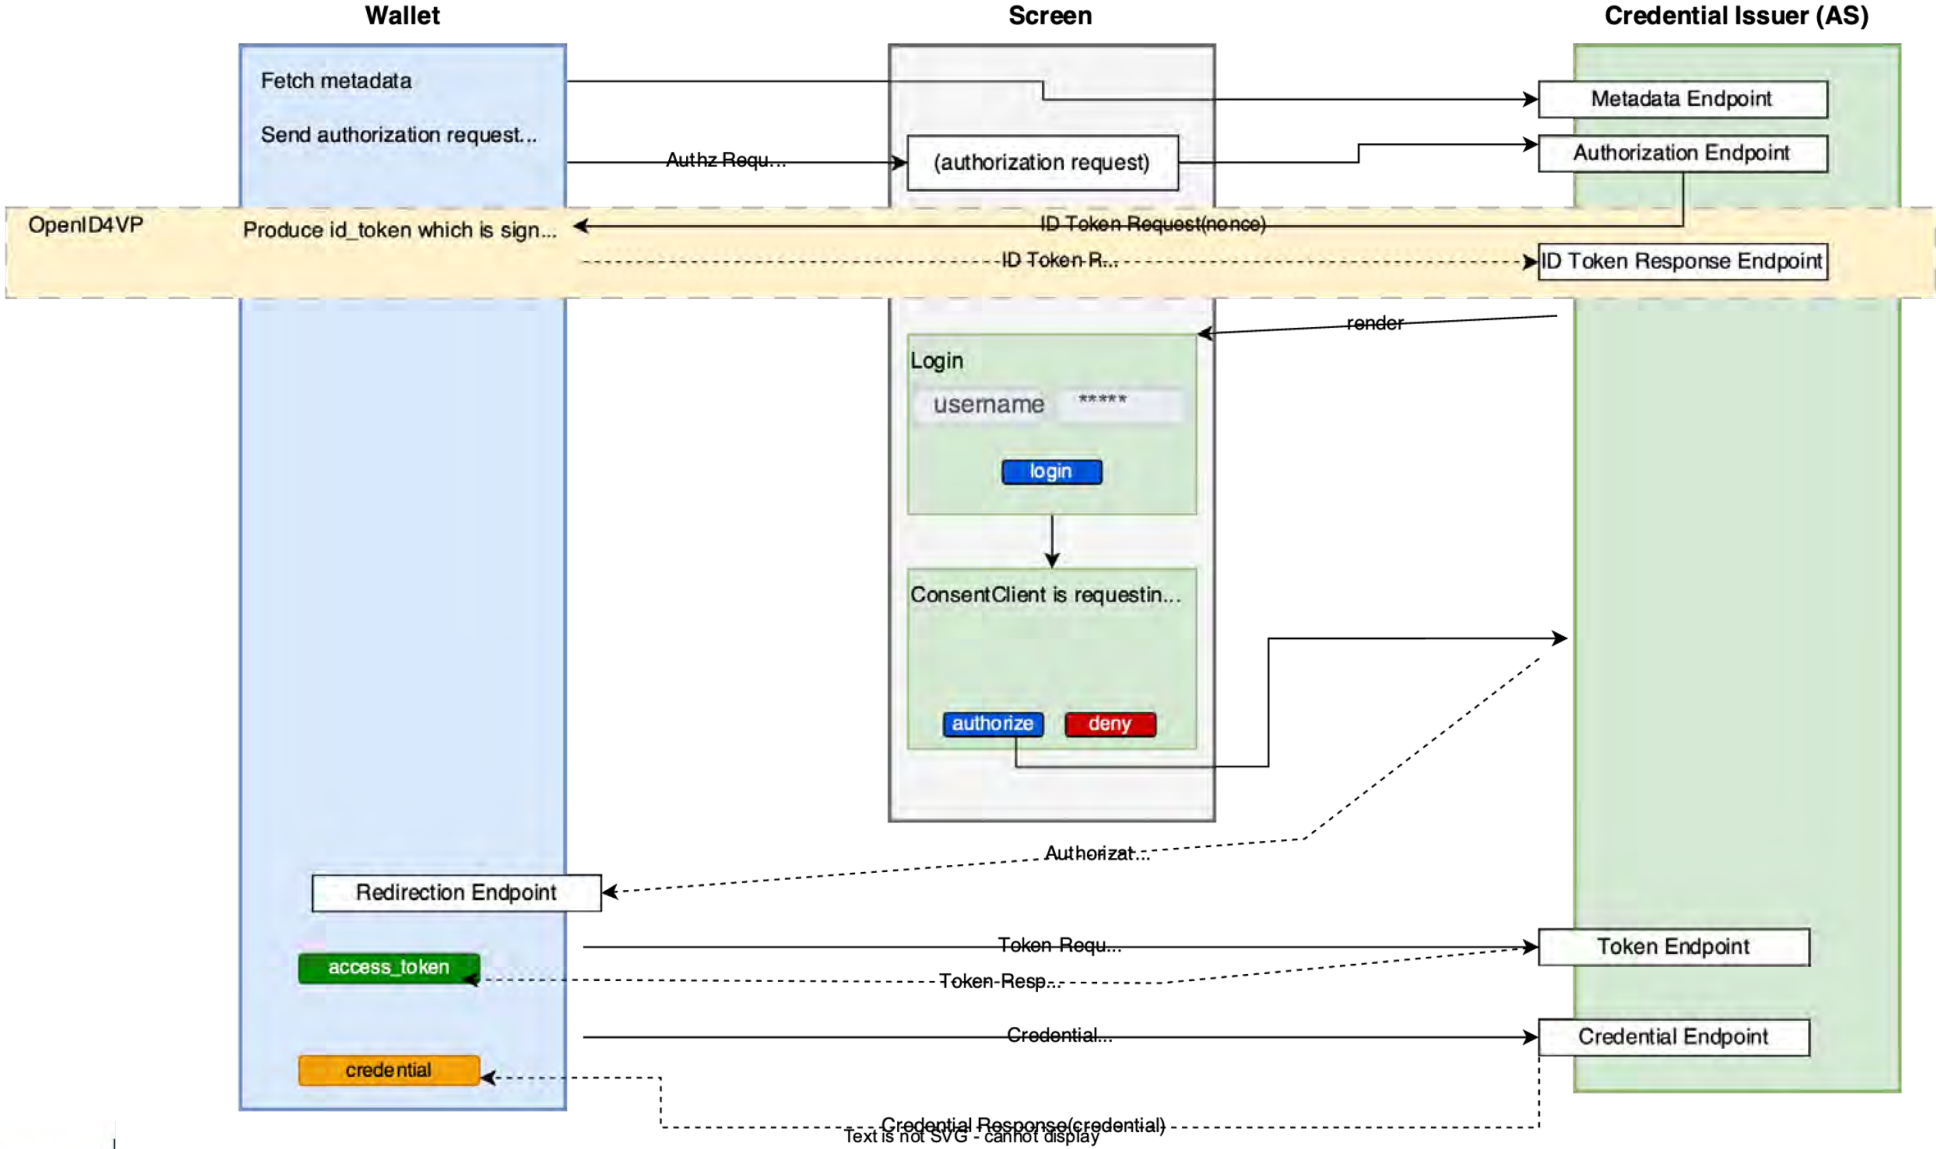 Wallet
Screen
Credential Issuer (AS)
Fetch metadata
Metadata Endpoint
Send authorization request...
Authz Requ...
(authorization request)
Authorization Endpoint
OpenID4VP
Produce id_token which is sign...
ID Token Request(nonce)
ID Token R...
ID Token Response Endpoint
render
Login
username
*****
login
ConsentClient is requestin...
authorize
deny
Authorizat...
Redirection Endpoint
Token Requ...
Token Endpoint
access_token
Token Resp...
Credential...
Credential Endpoint
credential
Credential Response(credential)
Text is not SVG - cannot display